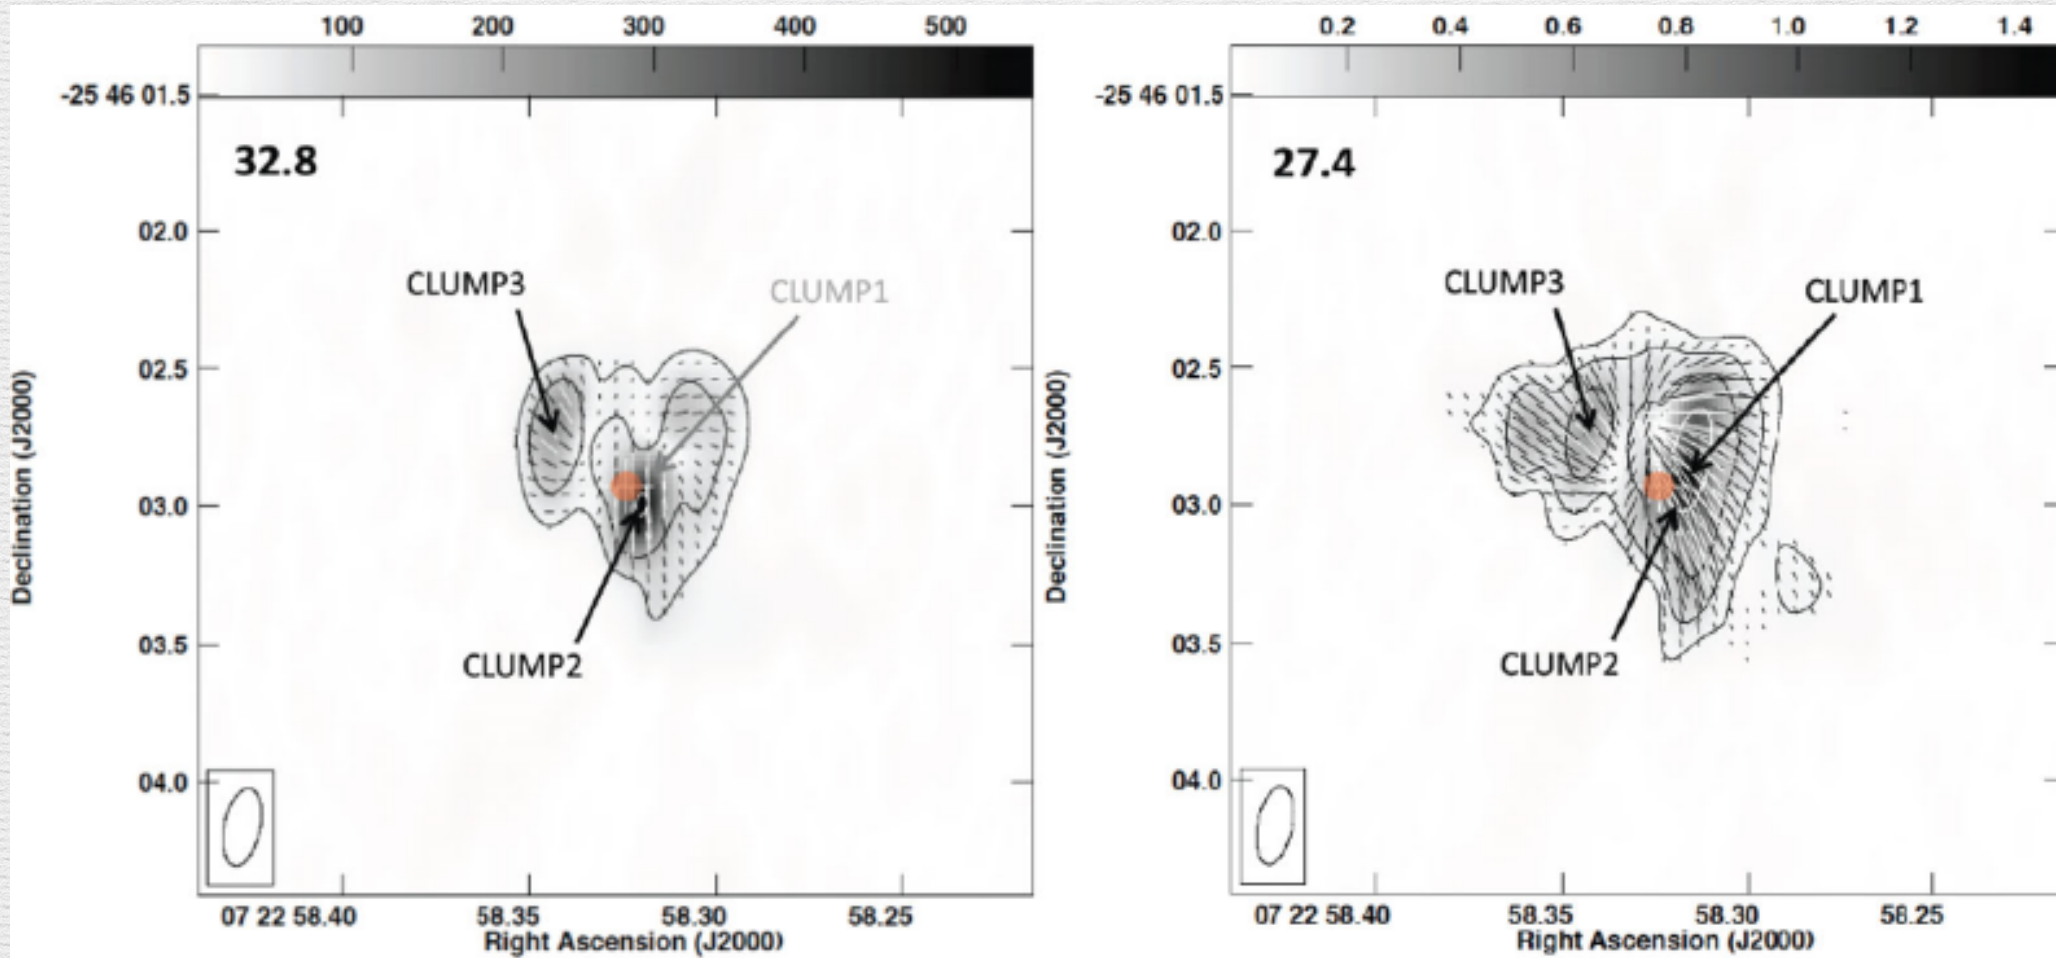 100 200 300 400 500
-25 46 01.5
32.8
02.0
CLUMP3
CLUMP1
02.5
03.0
03.5
CLUMP2
04.0
07 22 58.40 58.35 58.30 58.25
Right Ascension (J2000)
Declination (J2000)
0.2 0.4 0.6 0.8 1.0 1.2 1.4
-25 46 01.5
27.4
02.0
CLUMP3
CLUMP1
02.5
03.0
03.5
CLUMP2
04.0
07 22 58.40 58.35 58.30 58.25
Right Ascension (J2000)
Declination (J2000)